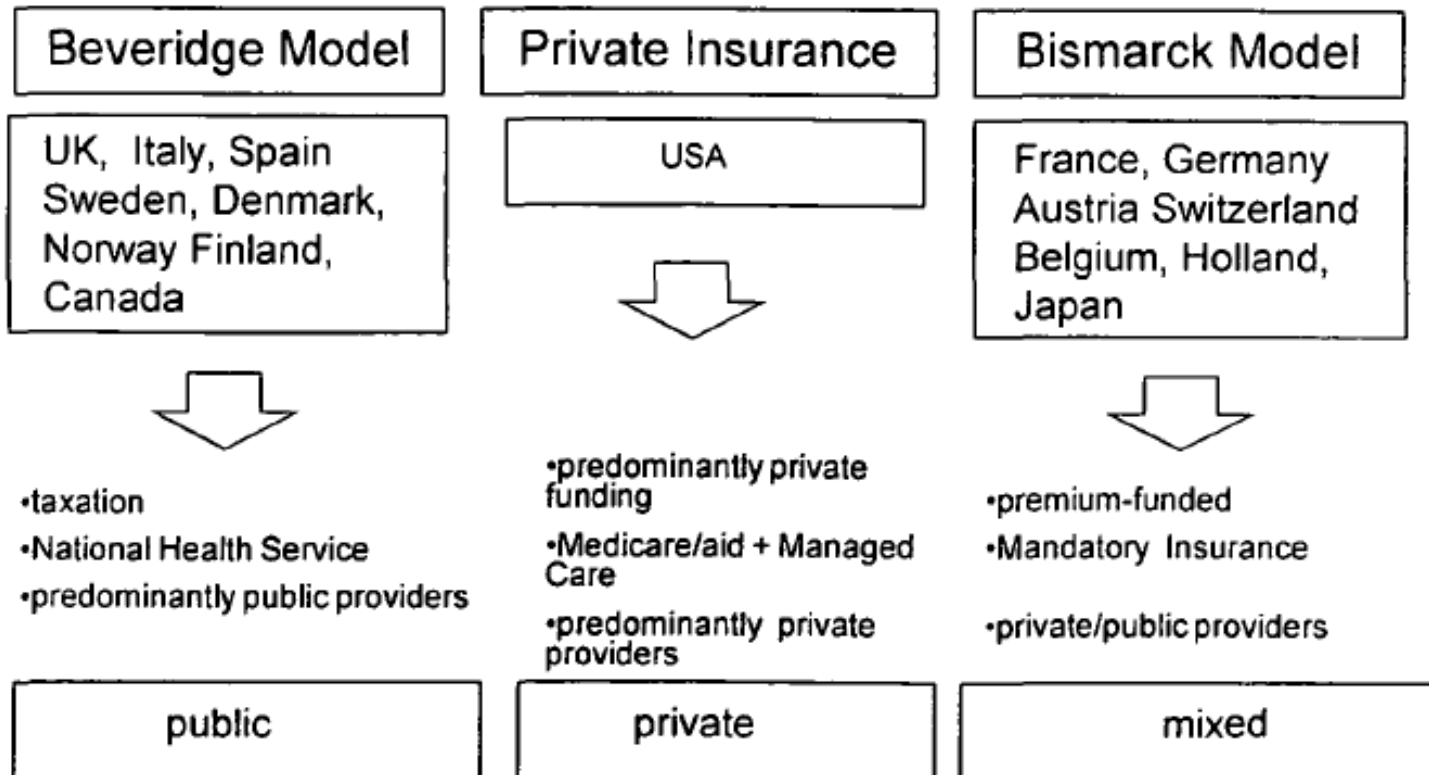 Beveridge Model
UK, Italy, Spain
Sweden, Denmark,
Norway Finland,
Canada
•taxation
•National Health Service
•predominantly public providers
public
Private Insurance
USA
•predominantly private
funding
•Medicare/aid + Managed
Care
•predominantly private
providers
private
Bismarck Model
France, Germany
Austria Switzerland
Belgium, Holland,
Japan
•premium-funded
•Mandatory Insurance
•private/public providers
mixed